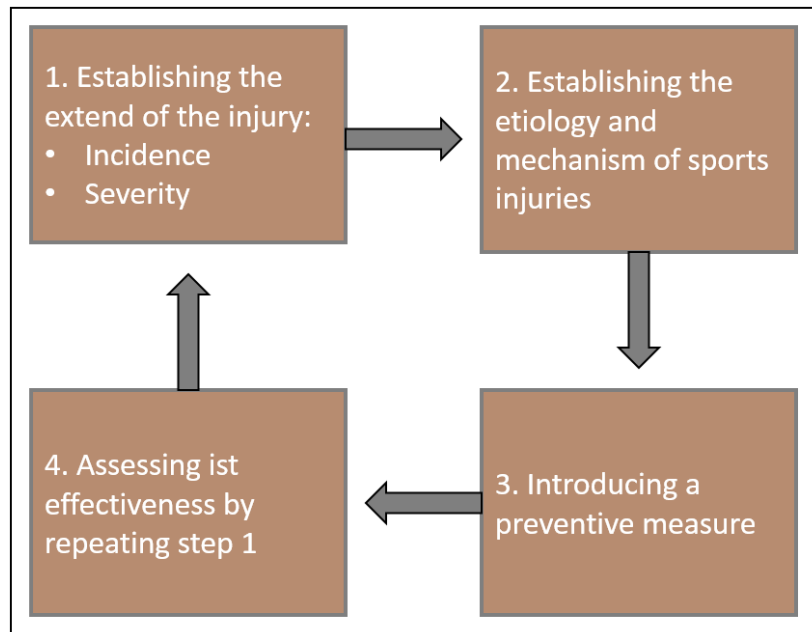 1. Establishing the
extend of the injury:
• Incidence
• Severity
2. Establishing the
etiology and
mechanism of sports
injuries
3. Introducing a
preventive measure
4. Assessing ist
effectiveness by
repeating step 1